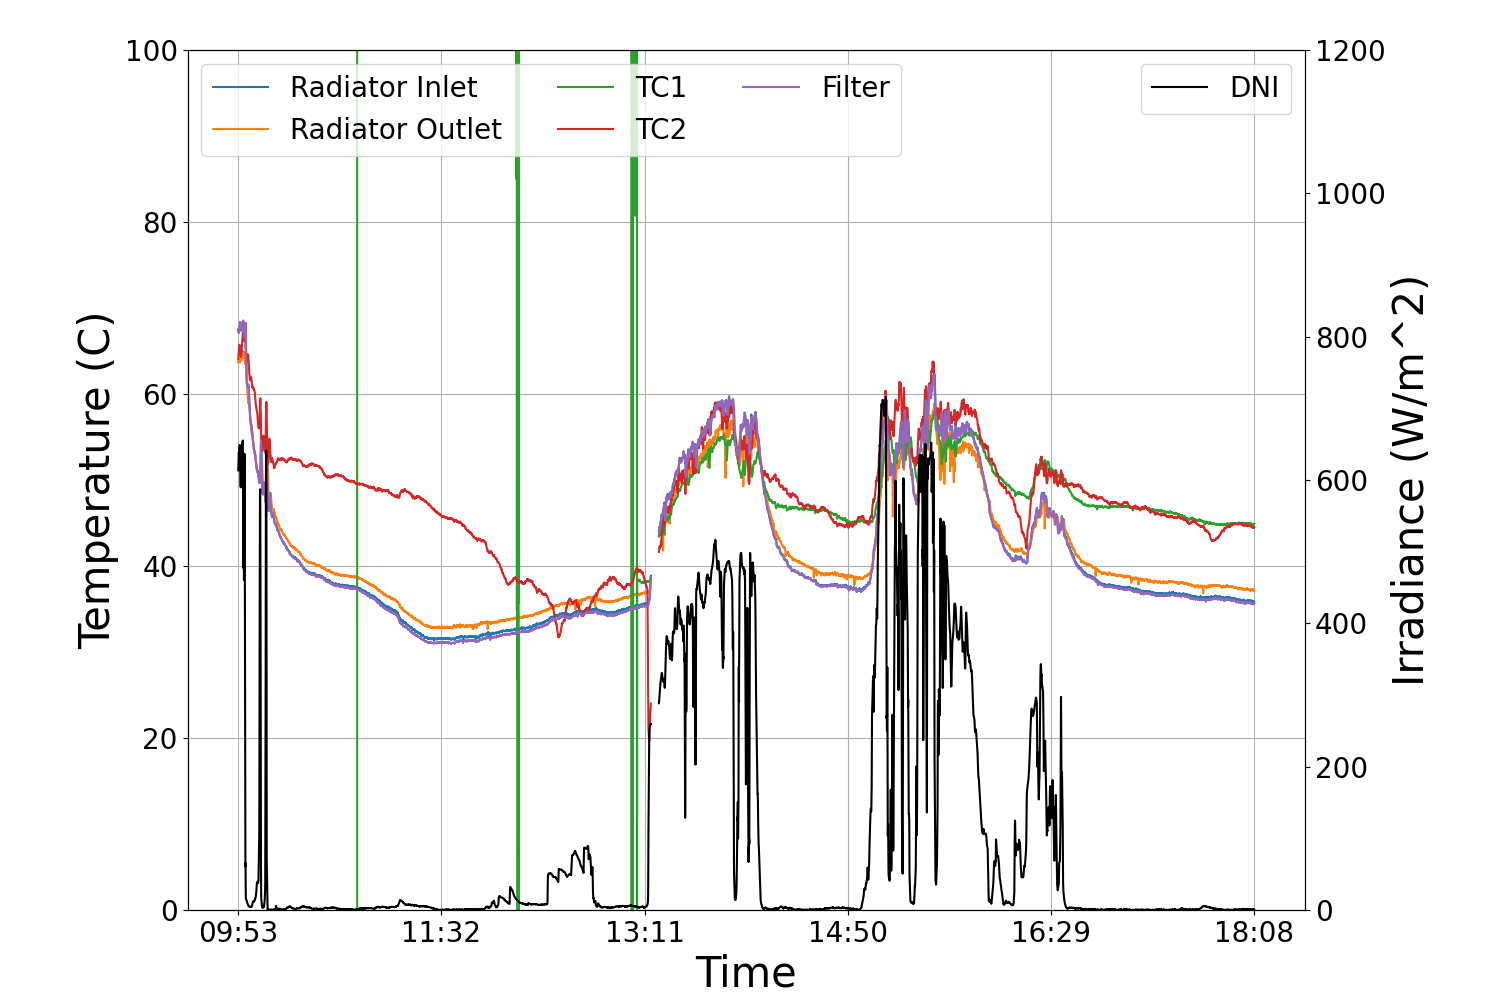 100
80
60
40
20
0
Temperature (C)
Radiator Inlet
Radiator Outlet
TC1
TC2
Filter
DNI
1200
1000
800
600
400
200
0
Irradiance (W/m^2)
09:53
11:32
13:11
14:50
16:29
18:08
Time